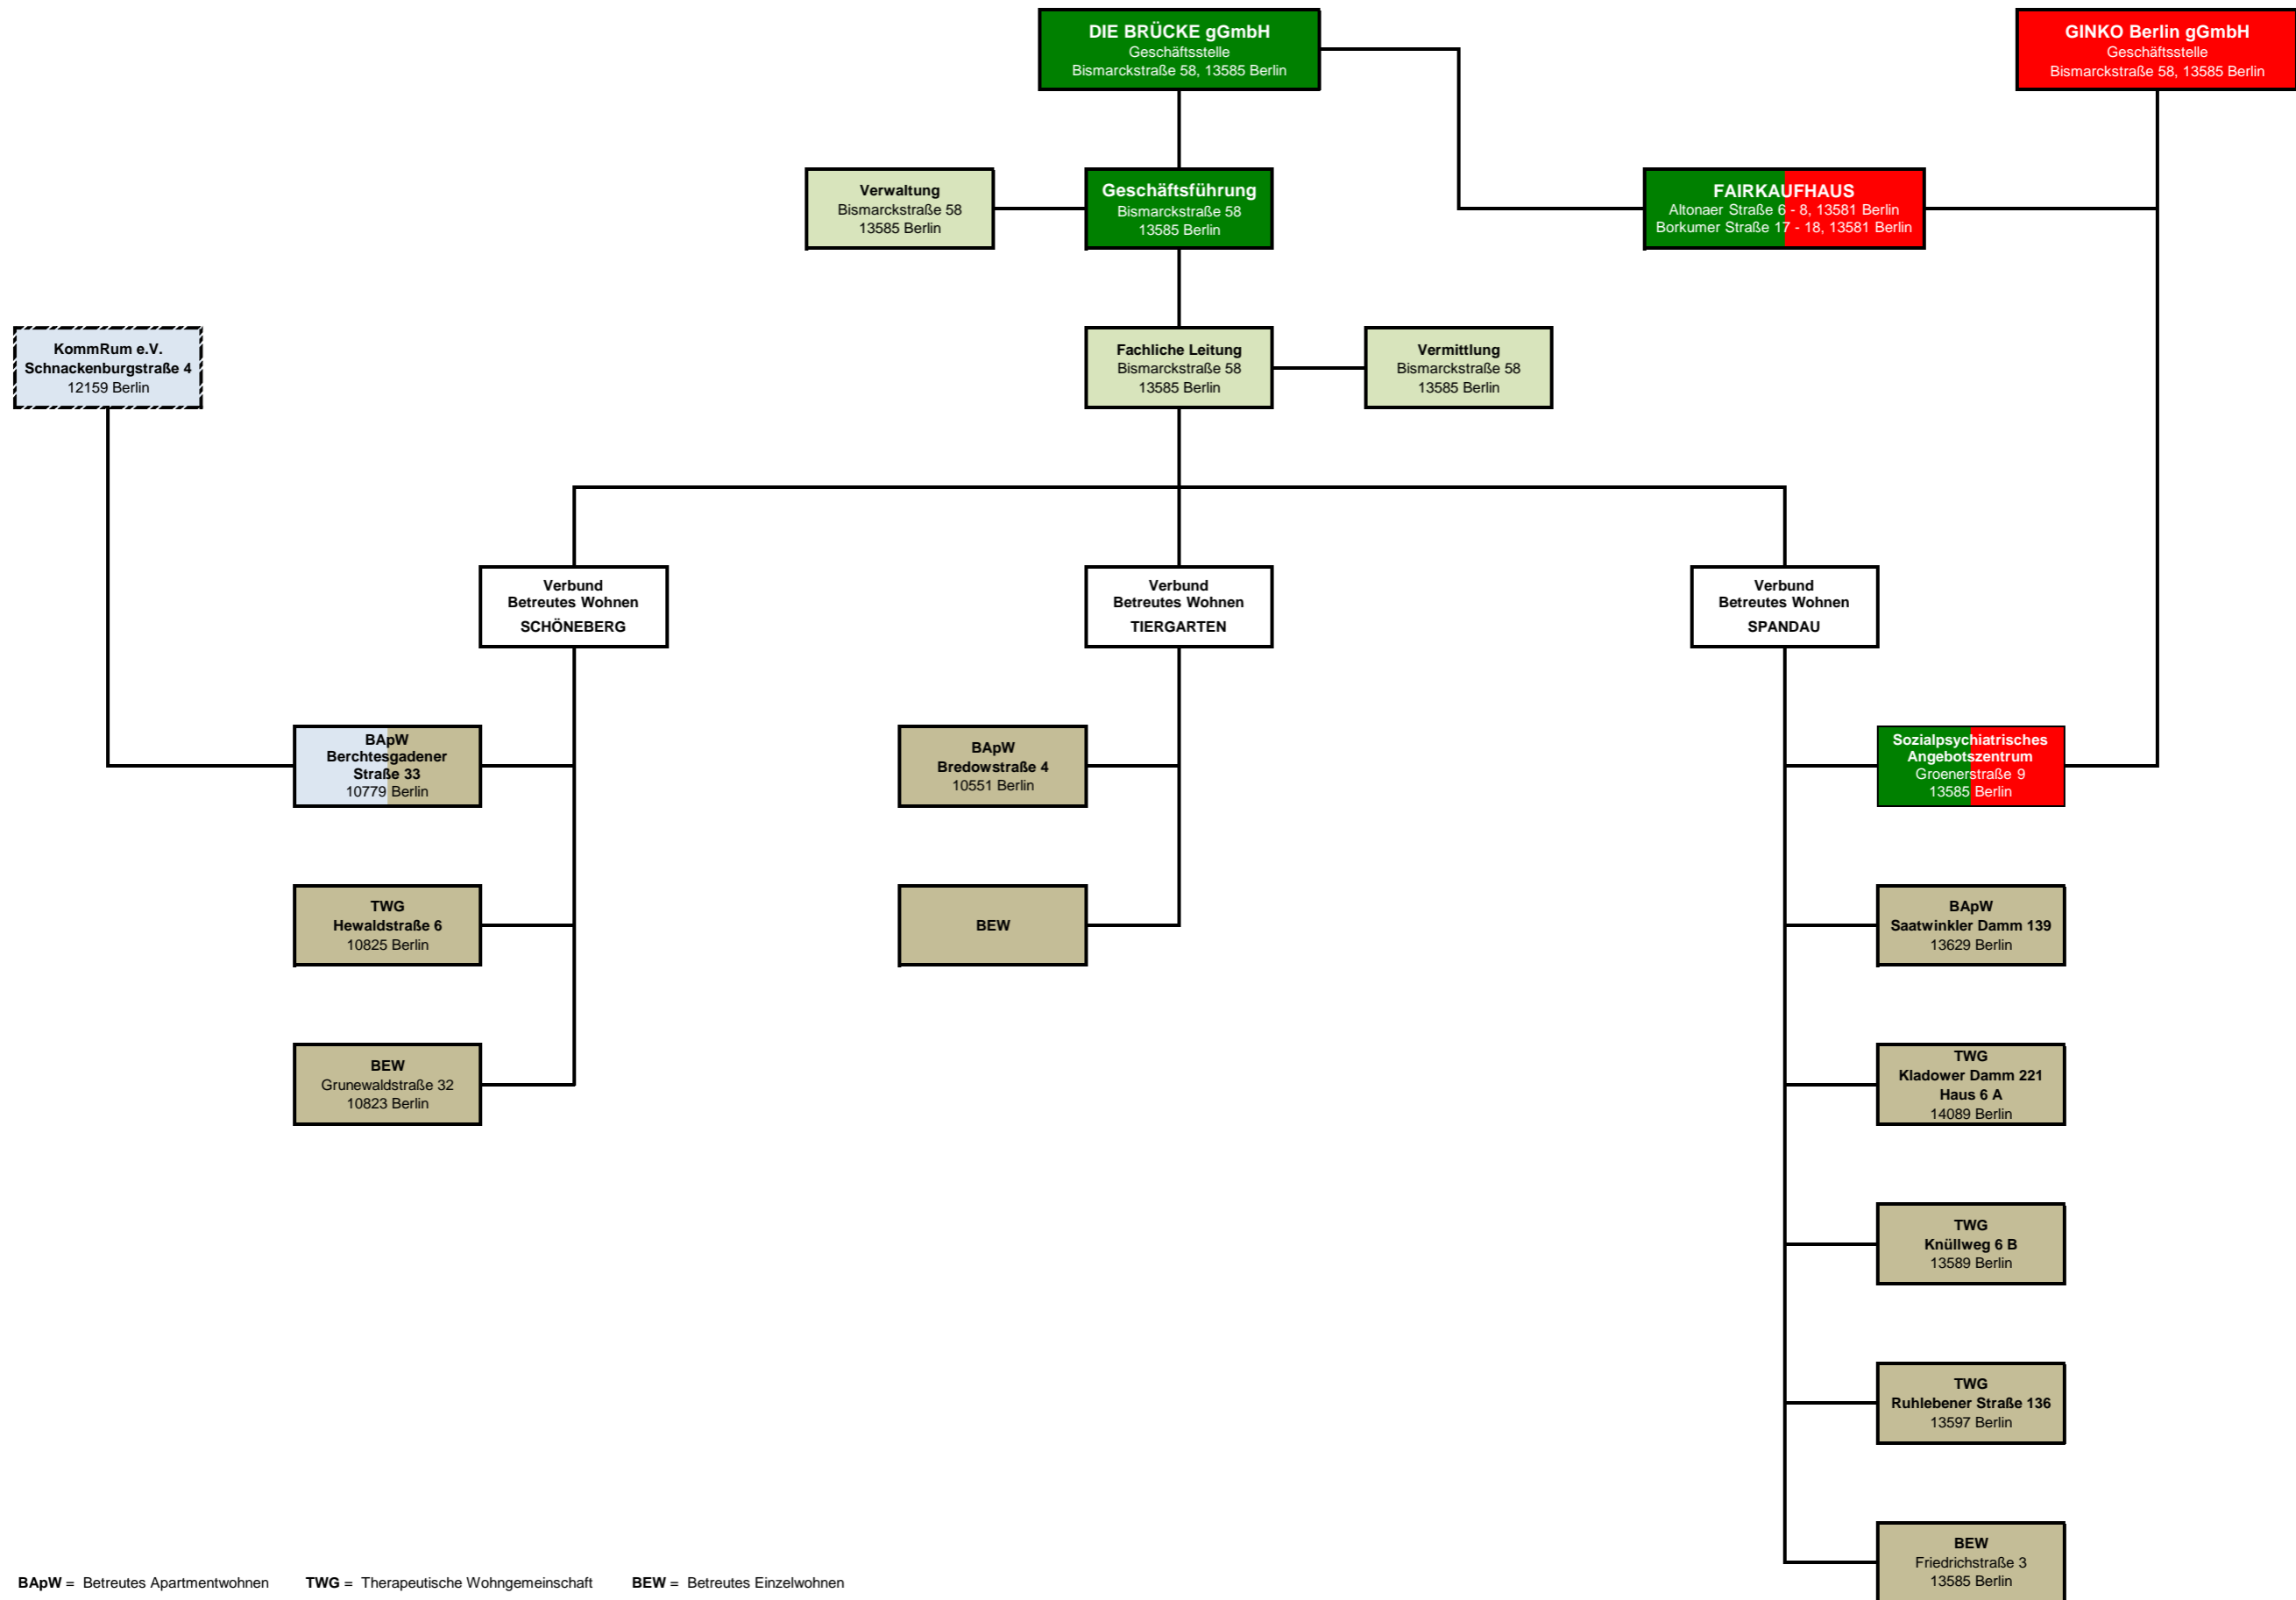 DIE BRÜCKE gGmbH
Geschäftsstelle
Bismarckstraße 58, 13585 Berlin
GINKO Berlin gGmbH
Geschäftsstelle
Bismarckstraße 58, 13585 Berlin
Verwaltung
Bismarckstraße 58
13585 Berlin
Geschäftsführung
Bismarckstraße 58
13585 Berlin
FAIRKAUFHAUS
Altonaer Straße 6 - 8, 13581 Berlin
Borkumer Straße 17 - 18, 13581 Berlin
KommRum e.V.
Schnackenburgstraße 4
12159 Berlin
Fachliche Leitung
Bismarckstraße 58
13585 Berlin
Vermittlung
Bismarckstraße 58
13585 Berlin
Verbund
Betreutes Wohnen
SCHÖNEBERG
Verbund
Betreutes Wohnen
TIERGARTEN
Verbund
Betreutes Wohnen
SPANDAU
BApW
Berchtesgadener
Straße 33
10779 Berlin
BApW
Bredowstraße 4
10551 Berlin
Sozialpsychiatrisches
Angebotszentrum
Groenerstraße 9
13585 Berlin
TWG
Hewaldstraße 6
10825 Berlin
BEW
BApW
Saatwinkler Damm 139
13629 Berlin
BEW
Grunewaldstraße 32
10823 Berlin
TWG
Kladower Damm 221
Haus 6 A
14089 Berlin
TWG
Knüllweg 6 B
13589 Berlin
TWG
Ruhlebener Straße 136
13597 Berlin
BEW
Friedrichstraße 3
13585 Berlin
BApW = Betreutes Apartmentwohnen TWG = Therapeutische Wohngemeinschaft BEW = Betreutes Einzelwohnen